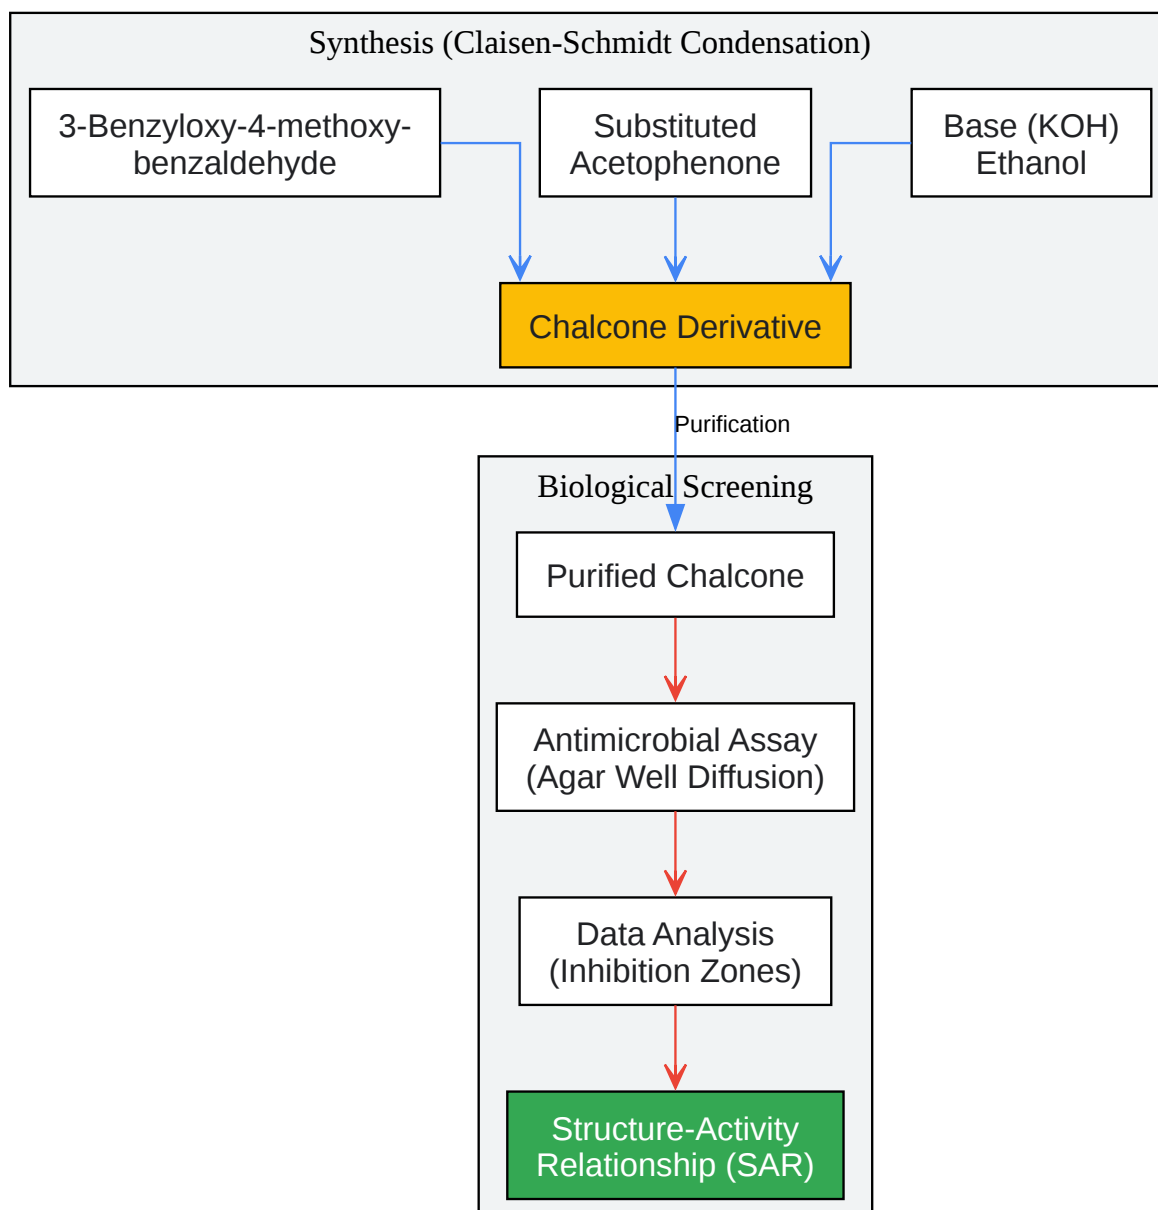 Synthesis (Claisen-Schmidt Condensation)
3-Benzyloxy-4-methoxy-
benzaldehyde
Substituted
Acetophenone
Base (KOH)
Ethanol
Chalcone Derivative
Purification
Biological Screening
Purified Chalcone
Antimicrobial Assay
(Agar Well Diffusion)
Data Analysis
(Inhibition Zones)
Structure-Activity
Relationship (SAR)